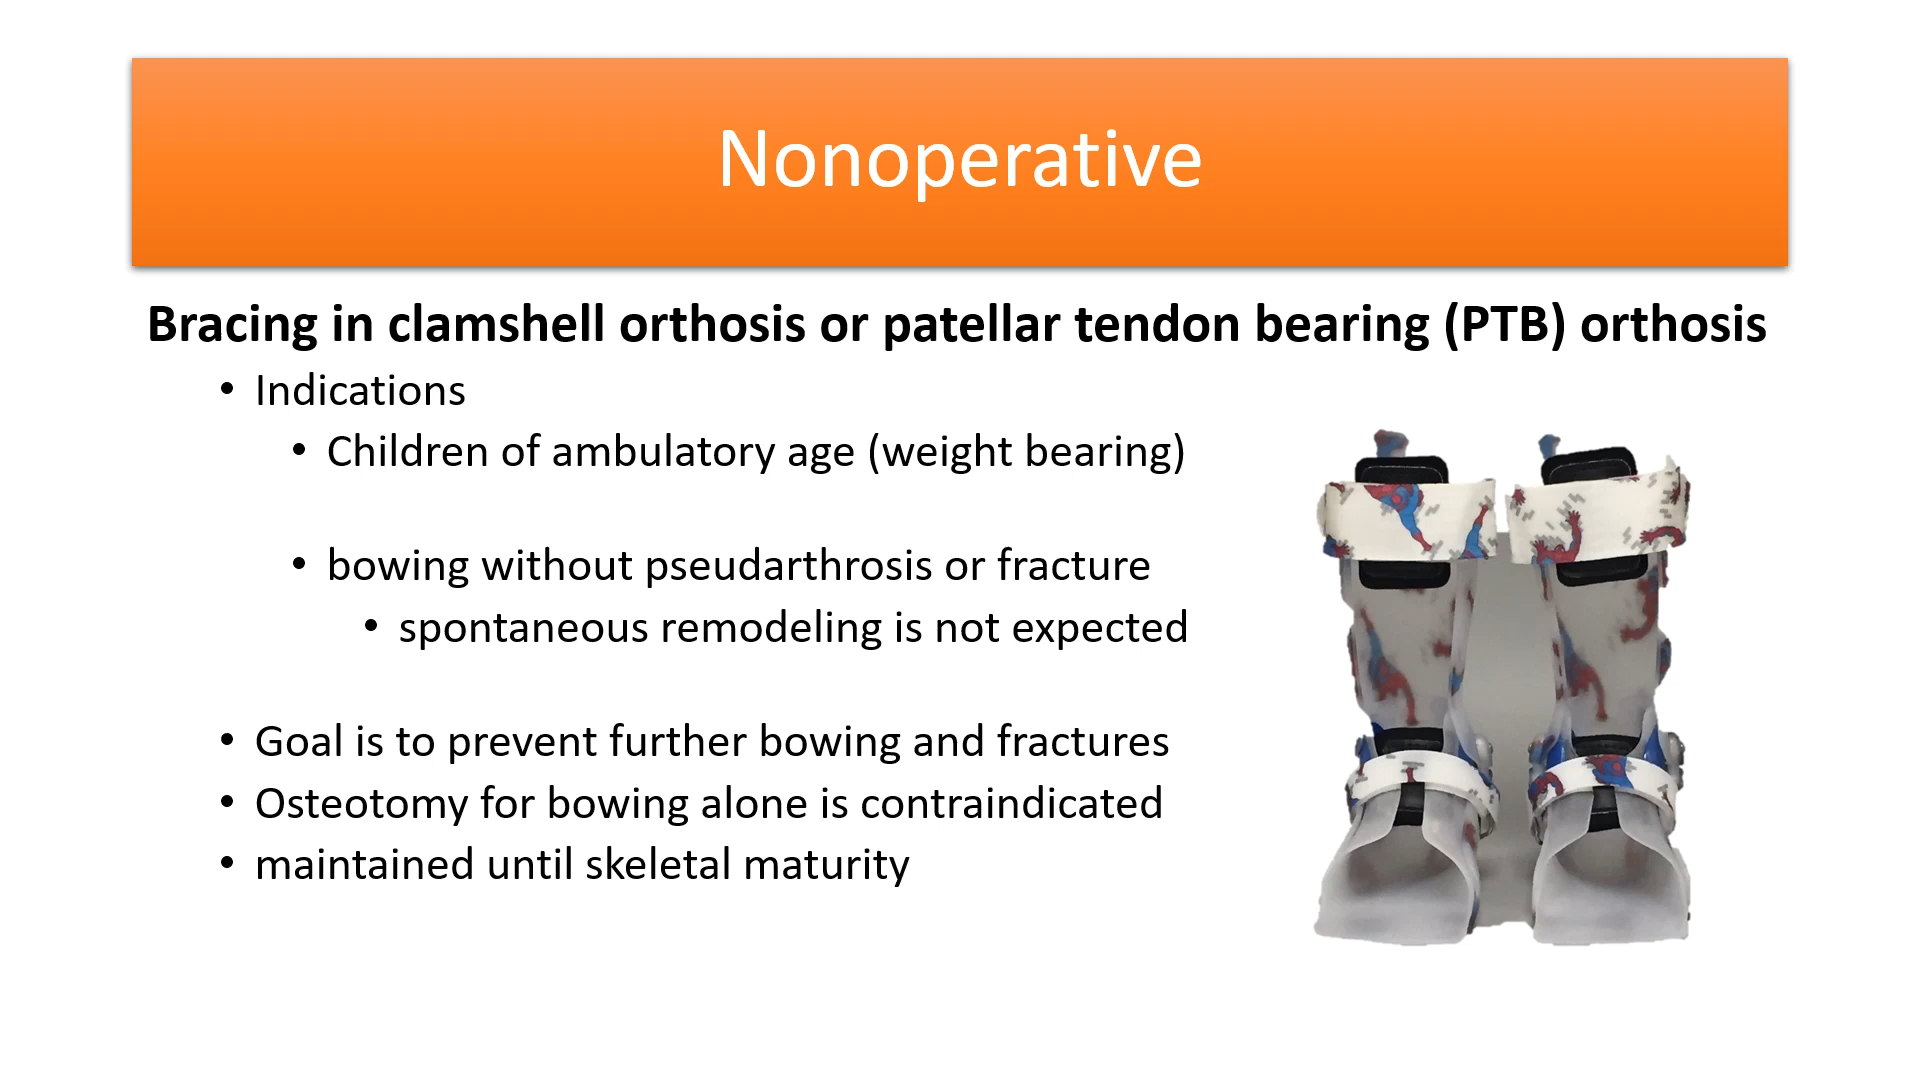 Nonoperative
Bracing in clamshell orthosis or patellar tendon bearing (PTB) orthosis
• Indications
• Children of ambulatory age (weight bearing)
• bowing without pseudarthrosis or fracture
• spontaneous remodeling is not expected
• Goal is to prevent further bowing and fractures
• Osteotomy for bowing alone is contraindicated
• maintained until skeletal maturity